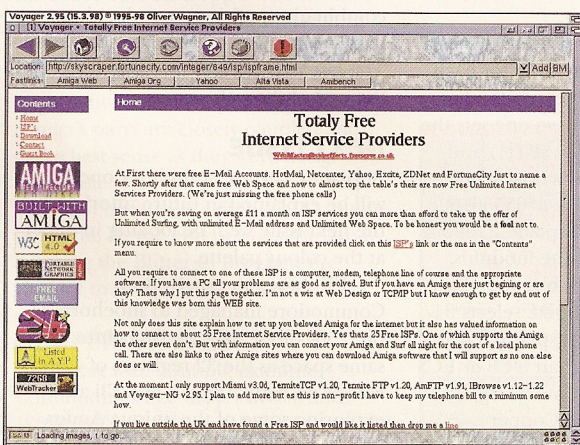 Voyager 2.95 (15.3.98) © 1995-98 Oliver Wagner, All Rights Reserved
[1] Voyager • Totally Free Internet Service Providers
Location: http://skyscraper.fortunecity.com/integer/649/isp/ispframe.html Add BM
Fastlinks: Amiga Web Amiga Org Yahoo Alta Vista Ambench
Contents
Home
ISP's
Download
Contact
Guest Book
AMIGA
WEB DIRECTORY
BUILT WITH
AMIGA
W3C HTML 4.0
PORTABLE NETWORK GRAPHICS
FREE EMAIL
Listed In A.Y.P.
7260
WebTracker
Home
Totaly Free
Internet Service Providers
At First there were free E-Mail Accounts. HotMail, Netcenter, Yahoo, Excite, ZDNet and FortuneCity Just to name a
few. Shortly after that came free Web Space and now to almost top the table's their are now Free Unlimited Internet
Services Providers. (We're just missing the free phone calls)
But when you're saving on average £11 a month on ISP services you can more than afford to take up the offer of
Unlimited Surfing, with unlimited E-Mail address and Unlimited Web Space. To be honest you would be a fool not to.
If you require to know more about the services that are provided click on this ISP's link or the one in the "Contents"
menu.
All you require to connect to one of these ISP is a computer, modem, telephone line of course and the appropriate
software. If you have a PC all your problems are as good as solved. But if you have an Amiga there just begining or are
they? Thats why I put this page together. I'm not a wiz at Web Design or TCP/IP but I know enough to get by and end out of
this knowledge was born this WEB site.
Not only does this site explain how to set up you beloved Amiga for the internet but it also has valued information on
how to connect to about 25 Free Internet Service Providers. Yes thats 25 Free ISPs. One of which supports the Amiga
the other seven don't. But with information you can connect your Amiga and Surf all night for the cost of a local phone
call. There are also links to other Amiga sites where you can download Amiga software that I will support as no one else
does or will.
At the moment I only support Miami v3.0d, TermiteTCP v1.20, Termite FTP v1.20, AmFTP v1.91, IBrowse v1.12-1.22
and Voyager-NG v2.95. I plan to add more but as this is non-profit I have to keep my telephone bill to a mimimum some
how.
If you live outside the UK and have found a Free ISP and would like it listed then drop me a line
Loading images, 1 to go...